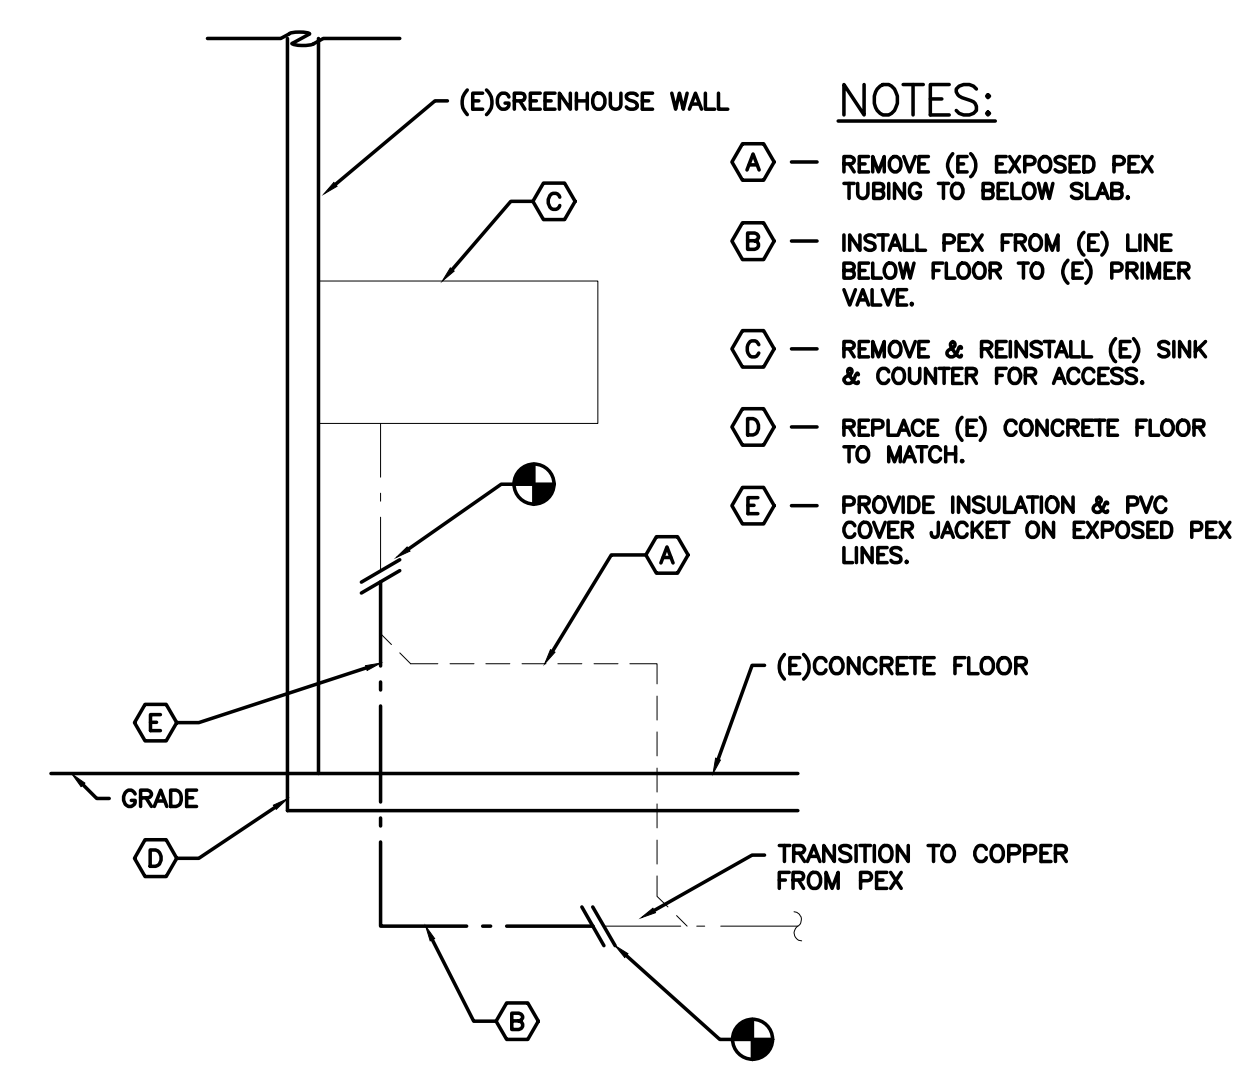 (E)GREENHOUSE WALL
C
A
E
GRADE
D
(E)CONCRETE FLOOR
TRANSITION TO COPPER
FROM PEX
B
NOTES:
A — REMOVE (E) EXPOSED PEX
TUBING TO BELOW SLAB.
B — INSTALL PEX FROM (E) LINE
BELOW FLOOR TO (E) PRIMER
VALVE.
C — REMOVE & REINSTALL (E) SINK
& COUNTER FOR ACCESS.
D — REPLACE (E) CONCRETE FLOOR
TO MATCH.
E — PROVIDE INSULATION & PVC
COVER JACKET ON EXPOSED PEX
LINES.